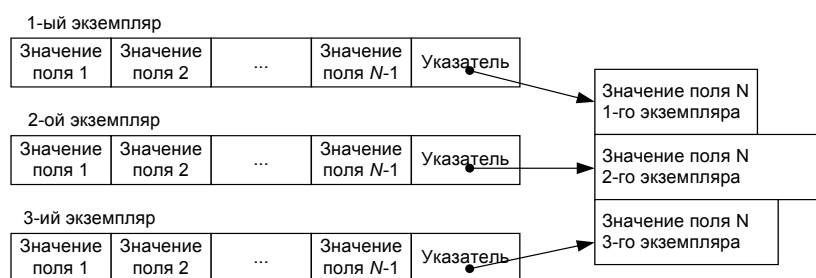 1-ый экземпляр
Значение поля 1
Значение поля 2
...
Значение поля N-1
Указатель
Значение поля N
1-го экземпляра
2-ой экземпляр
Значение поля 1
Значение поля 2
...
Значение поля N-1
Указатель
Значение поля N
2-го экземпляра
3-ий экземпляр
Значение поля 1
Значение поля 2
...
Значение поля N-1
Указатель
Значение поля N
3-го экземпляра